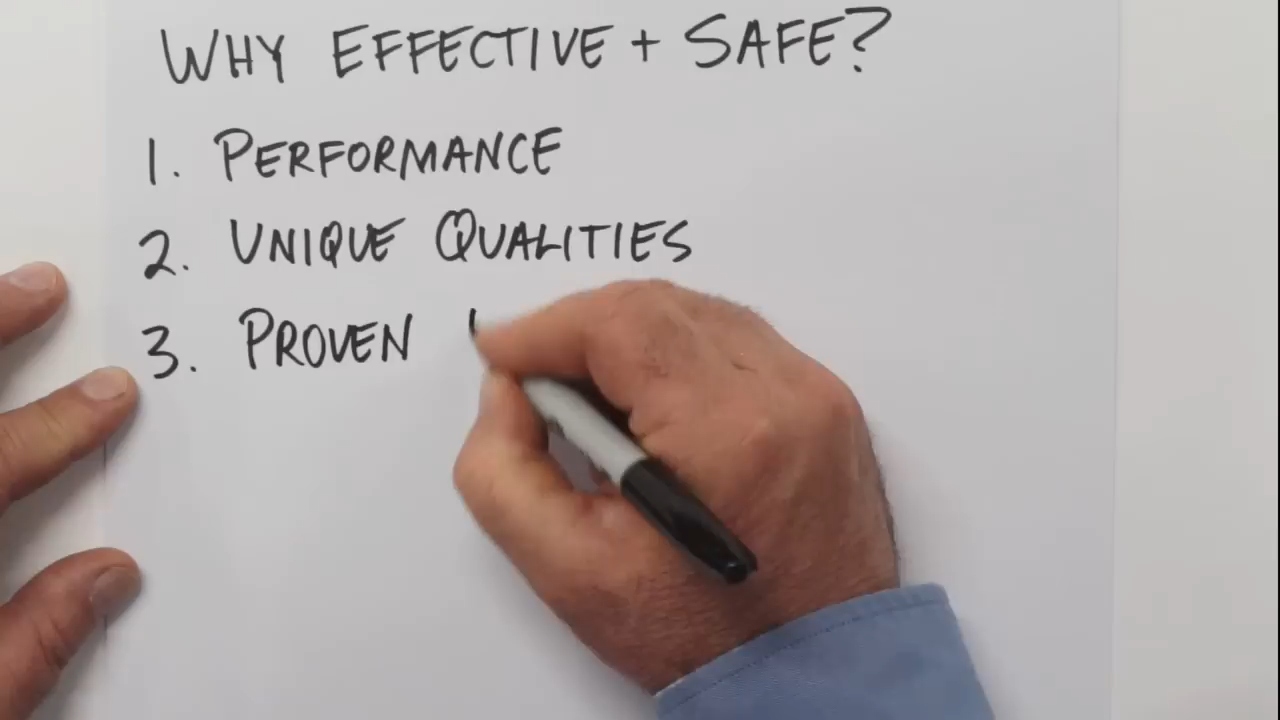 WHY EFFECTIVE + SAFE?
1. PERFORMANCE
2. UNIQUE QUALITIES
3. PROVEN